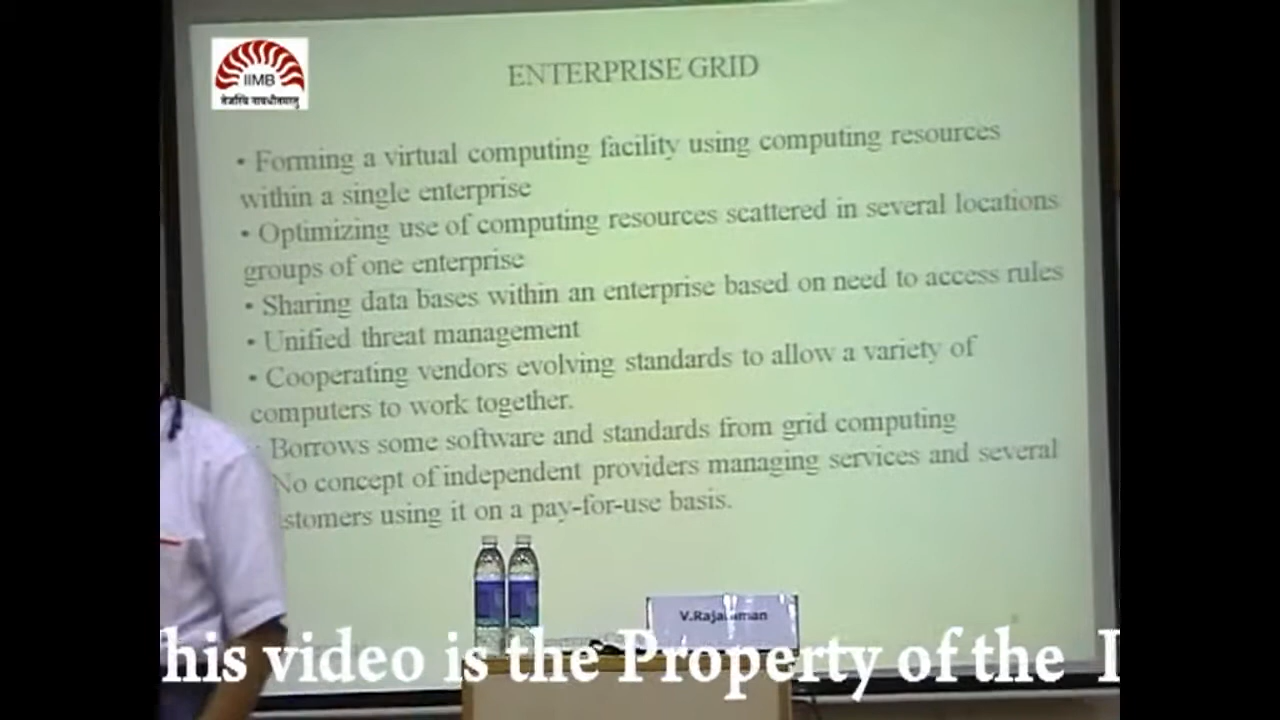 IIMB
तेजस्वि नावधीतमस्तु
ENTERPRISE GRID
• Forming a virtual computing facility using computing resources
within a single enterprise
• Optimizing use of computing resources scattered in several locations
groups of one enterprise
• Sharing data bases within an enterprise based on need to access rules
• Unified threat management
• Cooperating vendors evolving standards to allow a variety of
computers to work together.
• Borrows some software and standards from grid computing
No concept of independent providers managing services and several
stomers using it on a pay-for-use basis.
V.Rajaraman
his video is the Property of the I